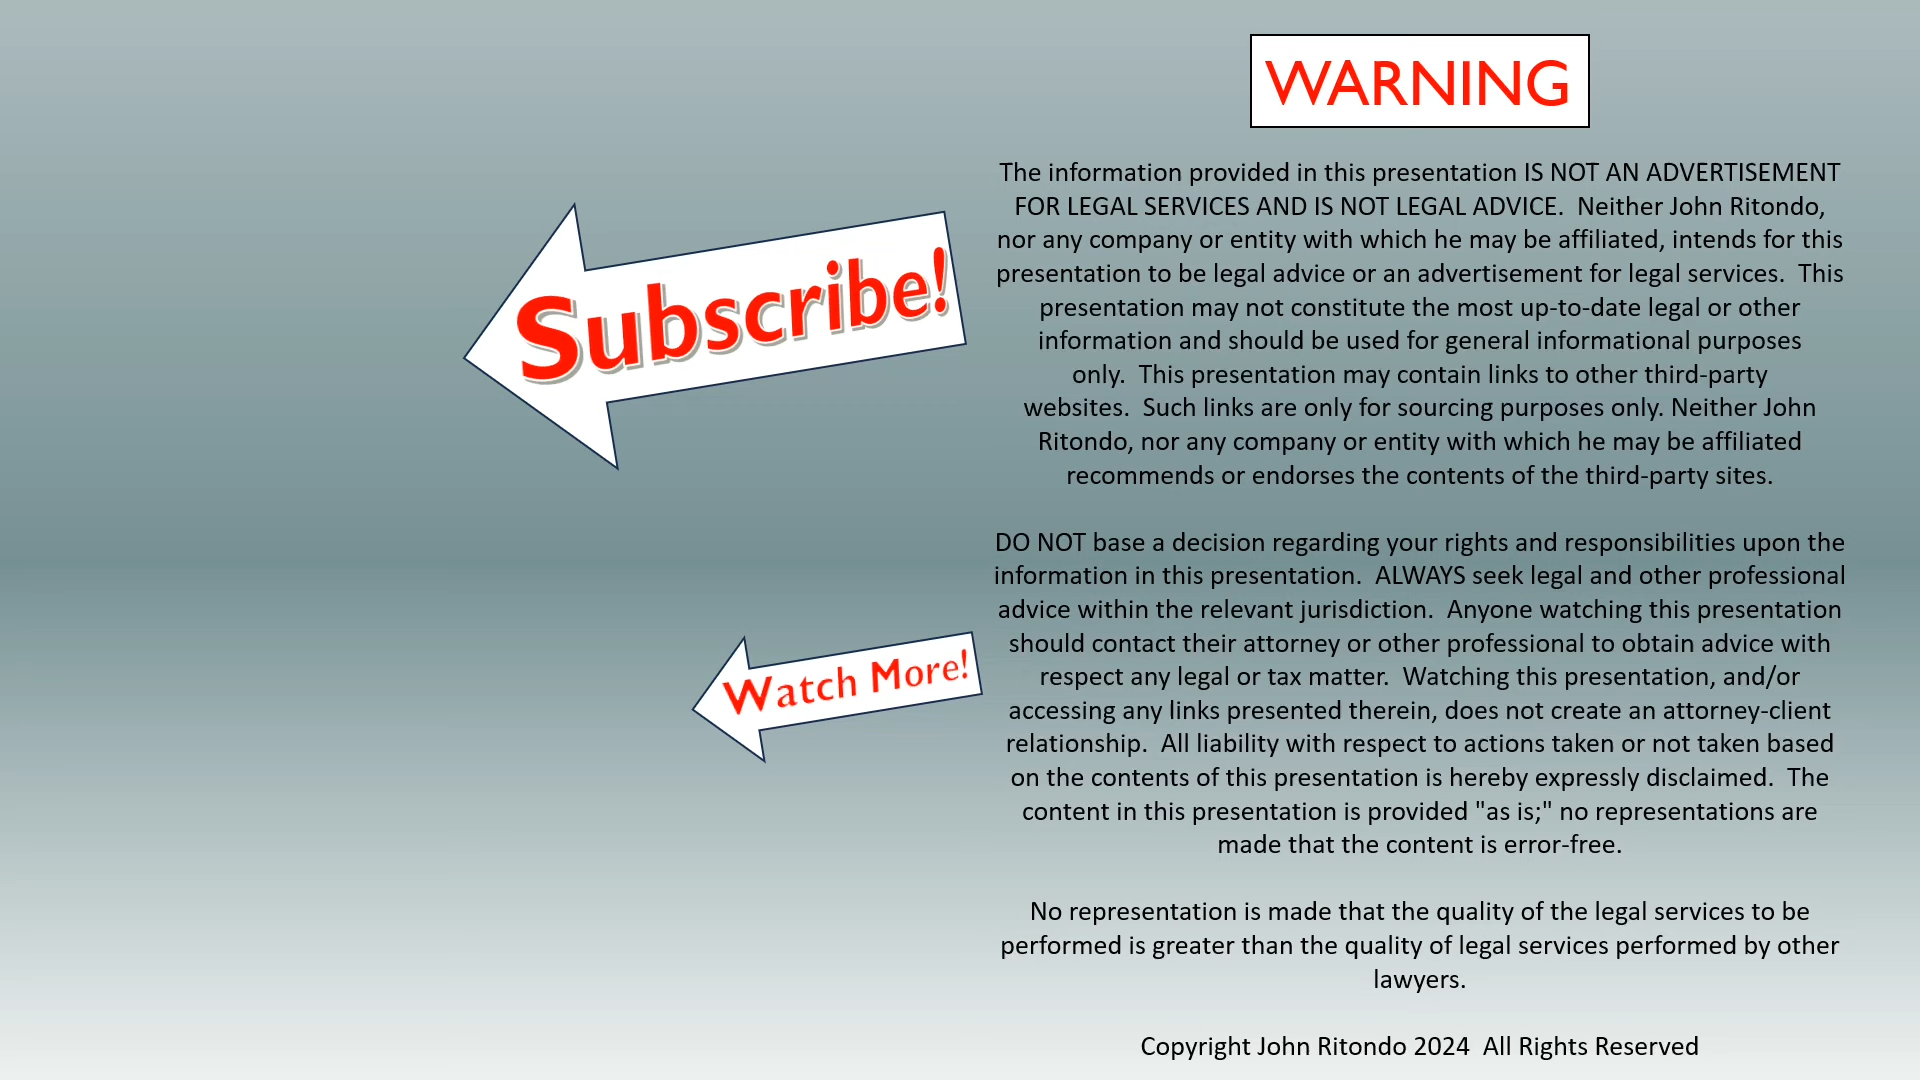 WARNING
The information provided in this presentation IS NOT AN ADVERTISEMENT
FOR LEGAL SERVICES AND IS NOT LEGAL ADVICE.  Neither John Ritondo,
nor any company or entity with which he may be affiliated, intends for this
presentation to be legal advice or an advertisement for legal services.  This
presentation may not constitute the most up-to-date legal or other
information and should be used for general informational purposes
only.  This presentation may contain links to other third-party
websites.  Such links are only for sourcing purposes only. Neither John
Ritondo, nor any company or entity with which he may be affiliated
recommends or endorses the contents of the third-party sites.
DO NOT base a decision regarding your rights and responsibilities upon the
information in this presentation.  ALWAYS seek legal and other professional
advice within the relevant jurisdiction.  Anyone watching this presentation
should contact their attorney or other professional to obtain advice with
respect any legal or tax matter.  Watching this presentation, and/or
accessing any links presented therein, does not create an attorney-client
relationship.  All liability with respect to actions taken or not taken based
on the contents of this presentation is hereby expressly disclaimed.  The
content in this presentation is provided "as is;" no representations are
made that the content is error-free.
No representation is made that the quality of the legal services to be
performed is greater than the quality of legal services performed by other
lawyers.
Copyright John Ritondo 2024  All Rights Reserved
Subscribe!
Watch More!